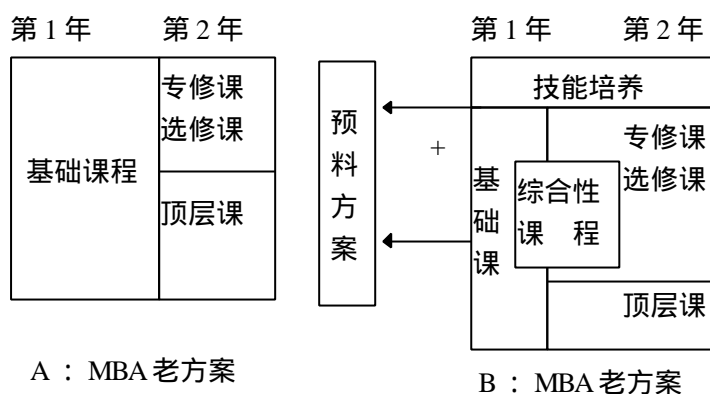 第 1 年 第 2 年
专修课
选修课
基础课程
顶层课
A ： MBA 老方案
预料方案
+
第 1 年 第 2 年
技能培养
专修课
选修课
基础课
综合性
课 程
顶层课
B ： MBA 老方案